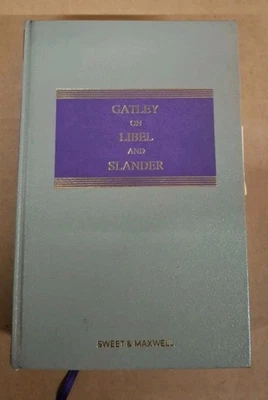 GATLEY
ON
LIBEL
AND
SLANDER
SWEET & MAXWELL